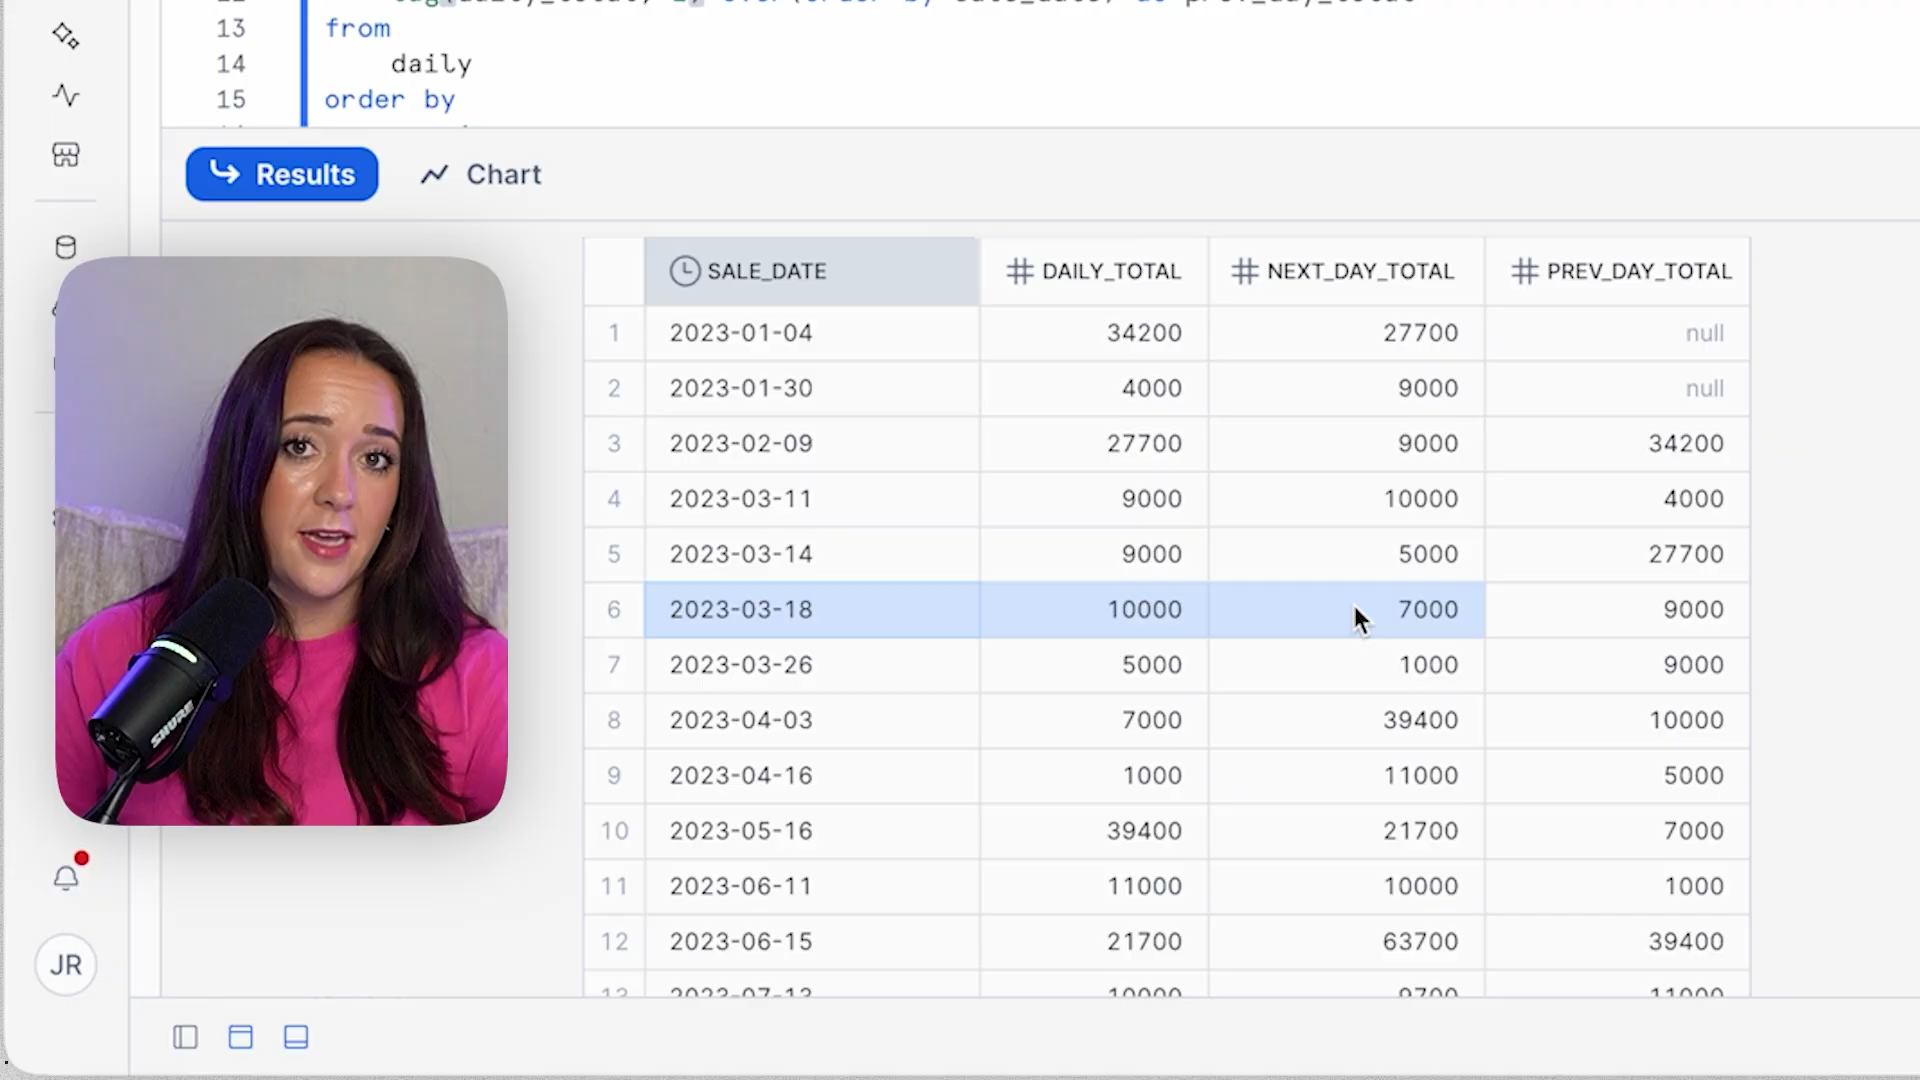 13 from
14 daily
15 order by
Results
Chart
SALE_DATE DAILY_TOTAL NEXT_DAY_TOTAL PREV_DAY_TOTAL
1 2023-01-04 34200 27700 null
2 2023-01-30 4000 9000 null
3 2023-02-09 27700 9000 34200
4 2023-03-11 9000 10000 4000
5 2023-03-14 9000 5000 27700
6 2023-03-18 10000 7000 9000
7 2023-03-26 5000 1000 9000
8 2023-04-03 7000 39400 10000
9 2023-04-16 1000 11000 5000
10 2023-05-16 39400 21700 7000
11 2023-06-11 11000 10000 1000
12 2023-06-15 21700 63700 39400
SHURE
JR